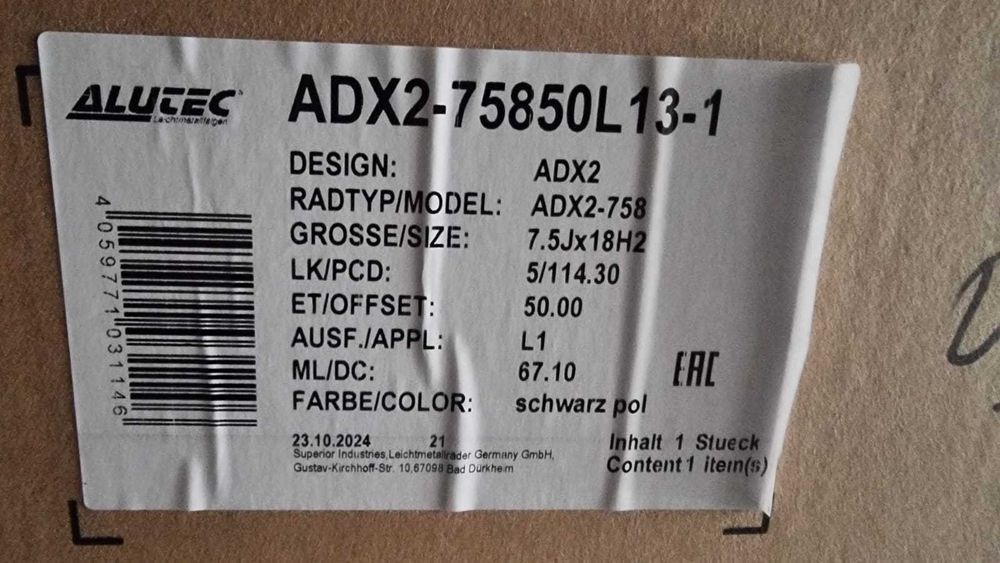 ALUTEC
Leichtmetallfelgen
ADX2-75850L13-1
DESIGN: ADX2
RADTYP/MODEL: ADX2-758
GROSSE/SIZE: 7.5Jx18H2
LK/PCD: 5/114.30
ET/OFFSET: 50.00
AUSF./APPL: L1
ML/DC: 67.10
EAC
FARBE/COLOR: schwarz pol
4059771031146
23.10.2024 21
Superior Industries,Leichtmetallräder Germany GmbH,
Gustav-Kirchhoff-Str. 10,67098 Bad Dürkheim
Inhalt 1 Stueck
Content 1 item(s)